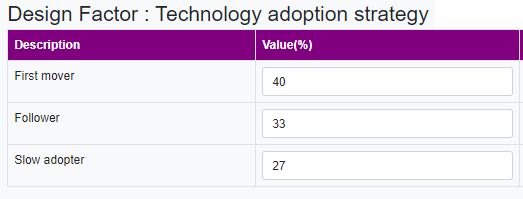 Design Factor : Technology adoption strategy
Description Value(%)
First mover 40
Follower 33
Slow adopter 27